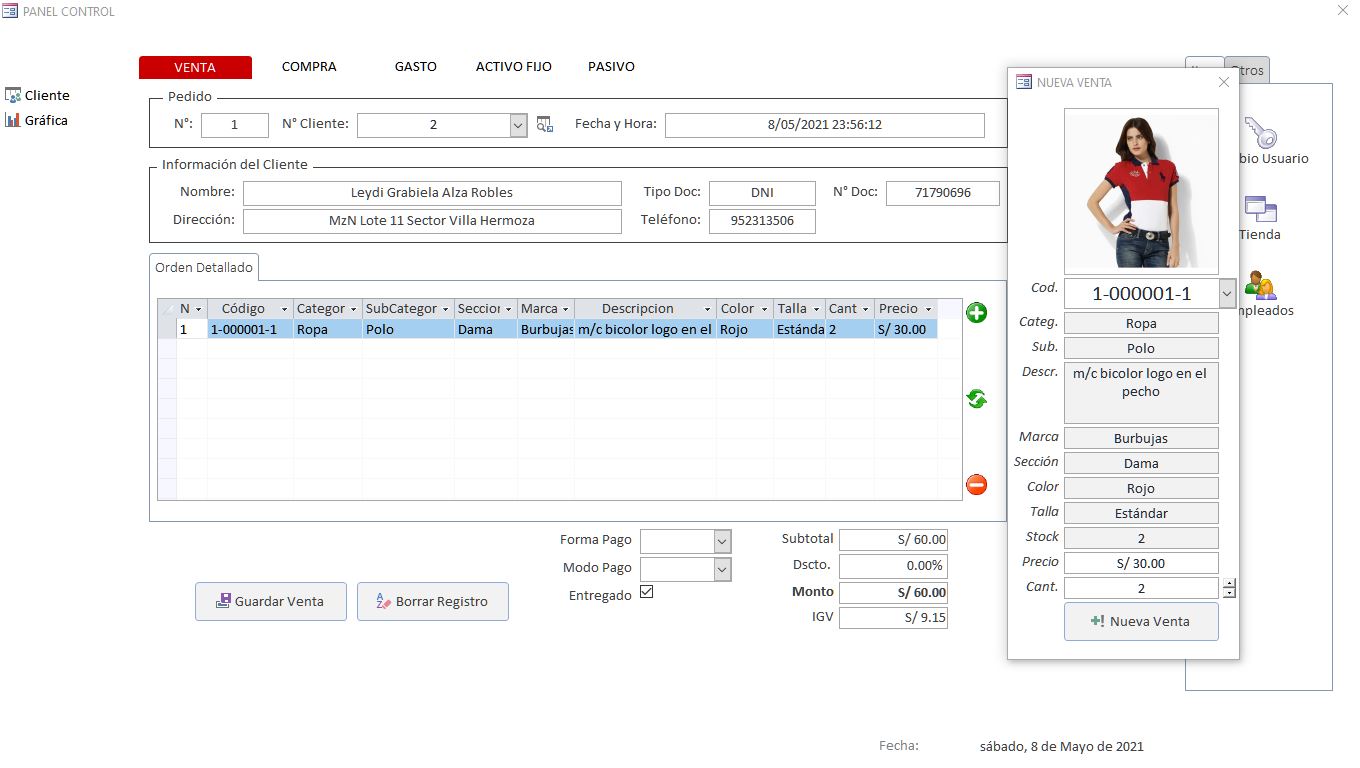 PANEL CONTROL
VENTA COMPRA GASTO ACTIVO FIJO PASIVO
Otros
Cliente
Gráfica
Pedido
N°: 1 N° Cliente: 2 Fecha y Hora: 8/05/2021 23:56:12
Información del Cliente
Nombre: Leydi Grabiela Alza Robles Tipo Doc: DNI N° Doc: 71790696
Dirección: MzN Lote 11 Sector Villa Hermoza Teléfono: 952313506
Orden Detallado
N Código Categor SubCategor Seccior Marca Descripcion Color Talla Cant Precio
1 1-000001-1 Ropa Polo Dama Burbujas m/c bicolor logo en el Rojo Estánda 2 S/ 30.00
Forma Pago
Modo Pago
Entregado
Subtotal S/ 60.00
Dscto. 0.00%
Monto S/ 60.00
IGV S/ 9.15
Guardar Venta Borrar Registro
NUEVA VENTA
Cod. 1-000001-1
Categ. Ropa
Sub. Polo
Descr. m/c bicolor logo en el
pecho
Marca Burbujas
Sección Dama
Color Rojo
Talla Estándar
Stock 2
Precio S/ 30.00
Cant. 2
Nueva Venta
bio Usuario
Tienda
mpleados
Fecha: sábado, 8 de Mayo de 2021